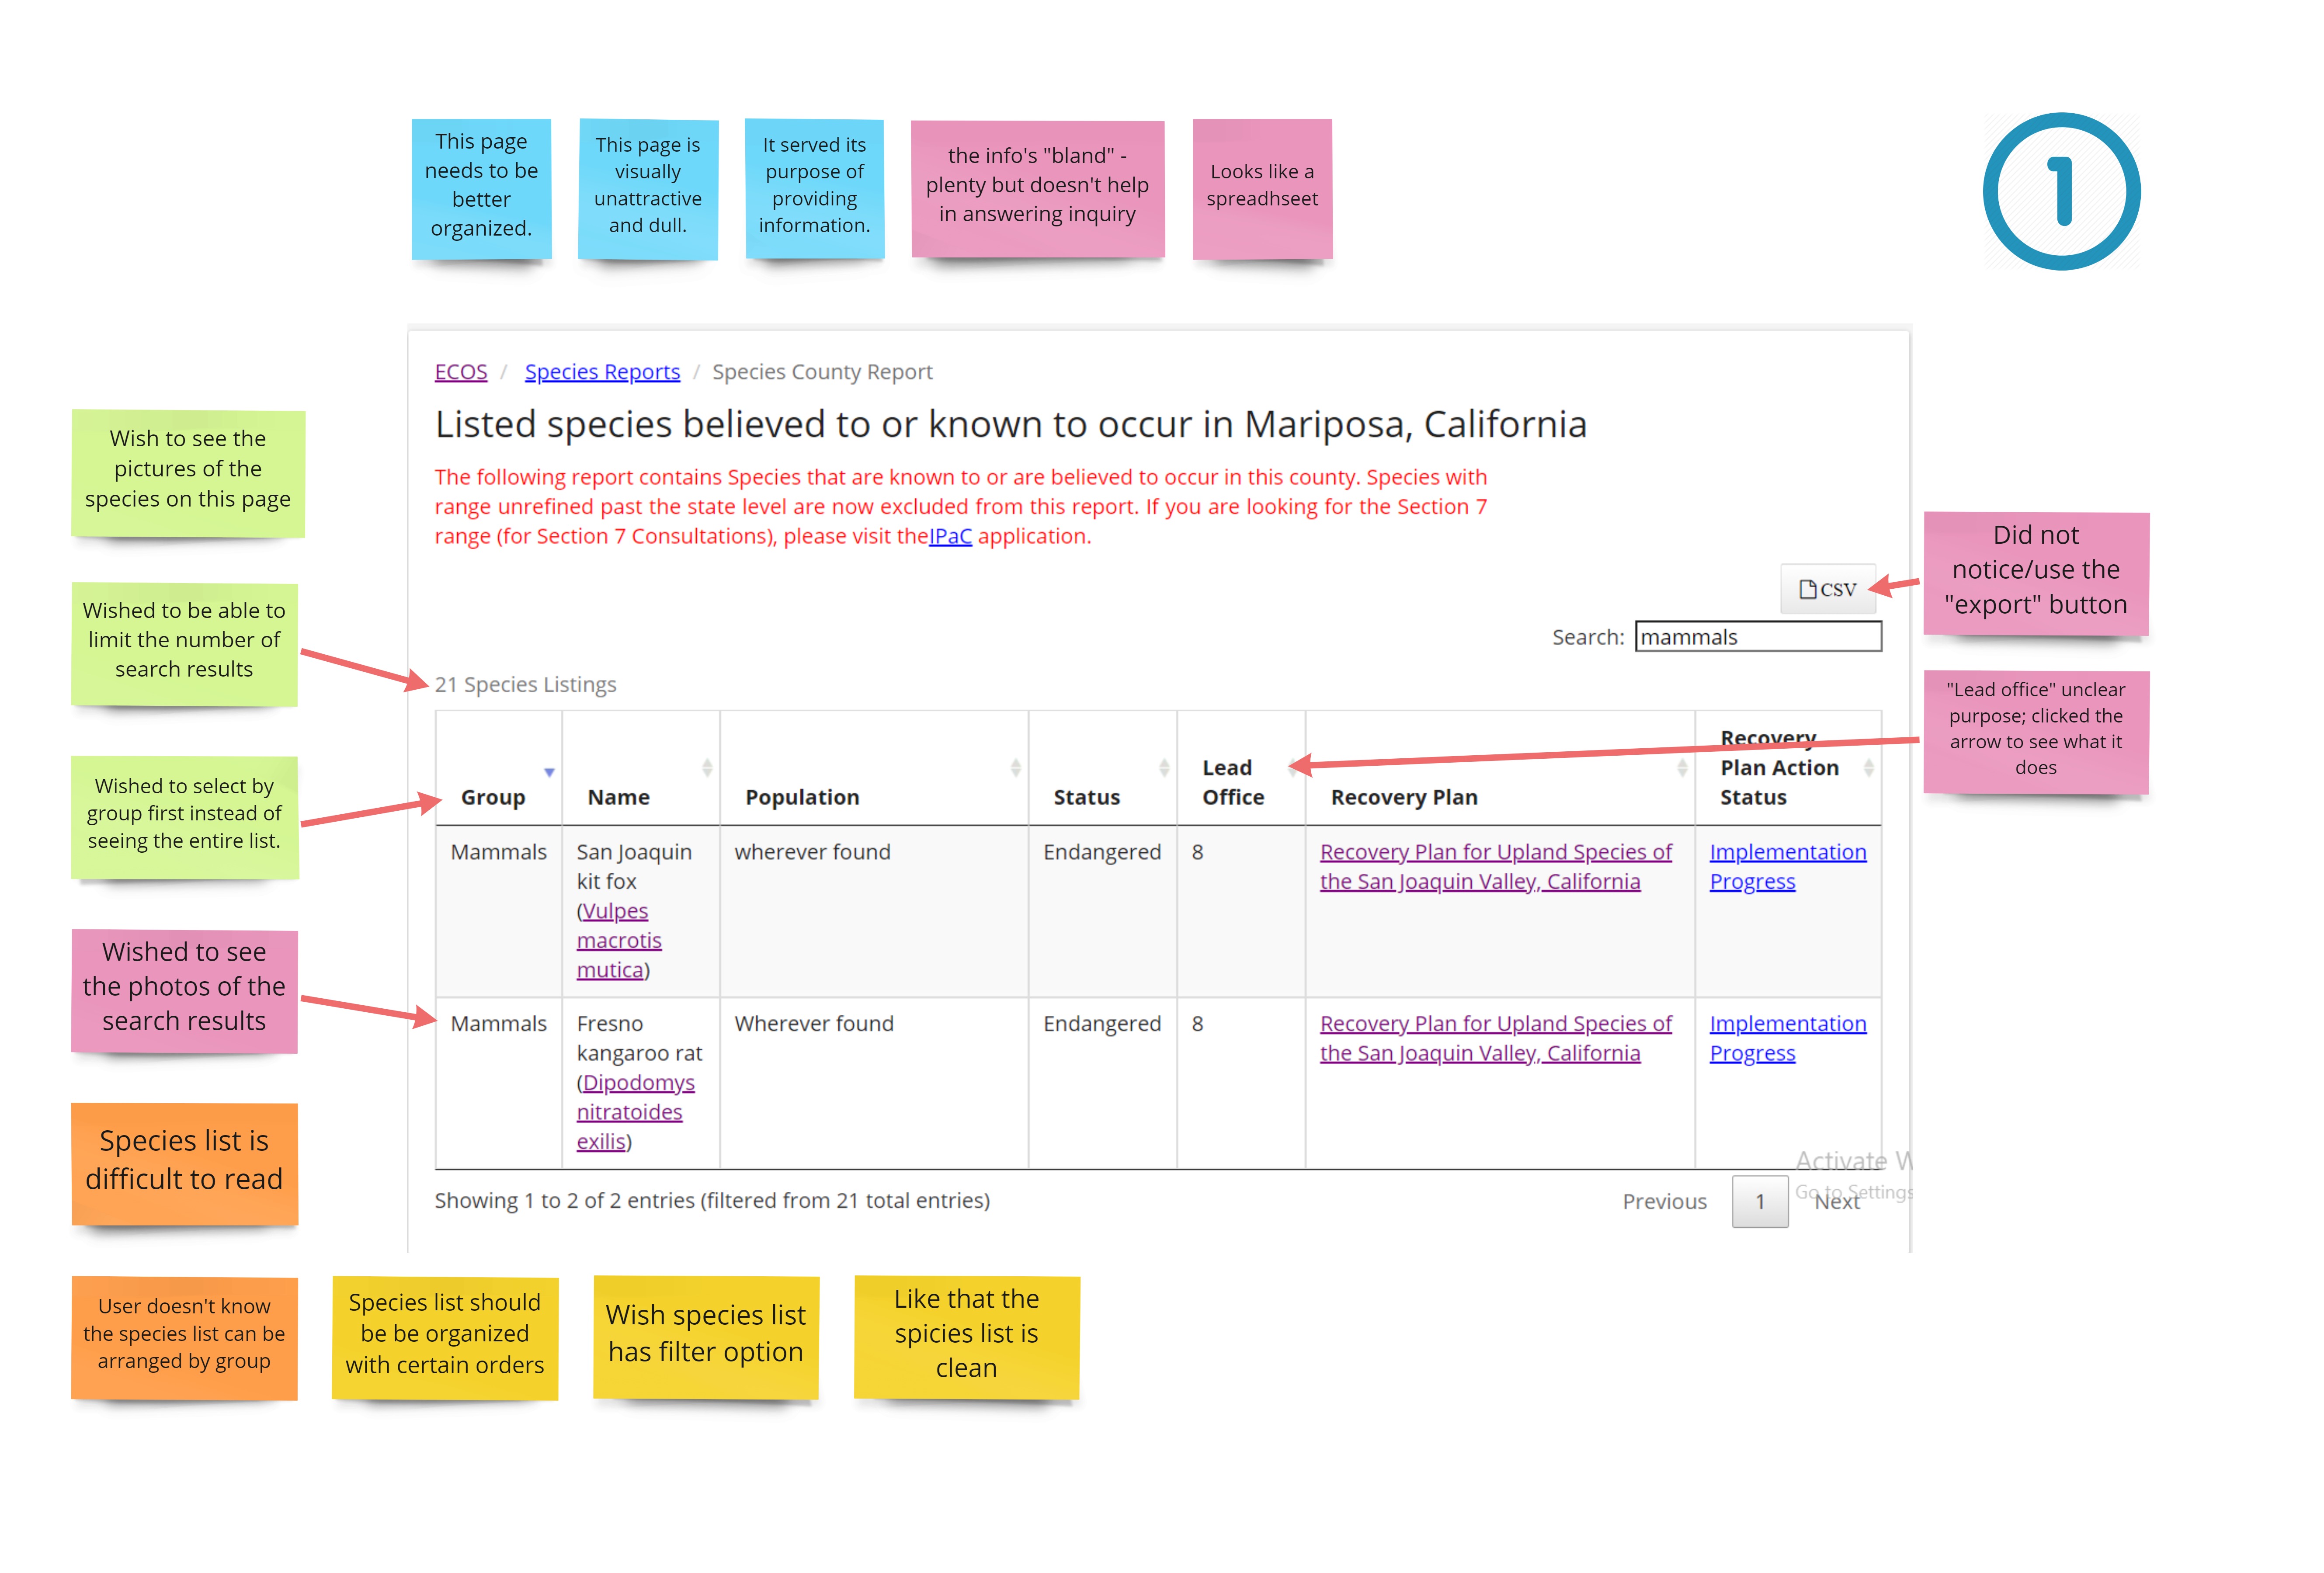 This page
needs to be
better
organized.
This page is
visually
unattractive
and dull.
It served its
purpose of
providing
information.
the info's "bland" -
plenty but doesn't help
in answering inquiry
Looks like a
spreadhseet
1
ECOS / Species Reports / Species County Report
Listed species believed to or known to occur in Mariposa, California
The following report contains Species that are known to or are believed to occur in this county. Species with
range unrefined past the state level are now excluded from this report. If you are looking for the Section 7
range (for Section 7 Consultations), please visit theIPaC application.
CSV
Search: mammals
21 Species Listings
Group
Name
Population
Status
Lead
Office
Recovery Plan
Recovery
Plan Action
Status
Mammals
San Joaquin
kit fox
(Vulpes
macrotis
mutica)
wherever found
Endangered
8
Recovery Plan for Upland Species of
the San Joaquin Valley, California
Implementation
Progress
Mammals
Fresno
kangaroo rat
(Dipodomys
nitratoides
exilis)
Wherever found
Endangered
8
Recovery Plan for Upland Species of
the San Joaquin Valley, California
Implementation
Progress
Showing 1 to 2 of 2 entries (filtered from 21 total entries)
Previous 1 Next
Activate W
Go to Settings
Wish to see the
pictures of the
species on this page
Wished to be able to
limit the number of
search results
Wished to select by
group first instead of
seeing the entire list.
Wished to see
the photos of the
search results
Species list is
difficult to read
Did not
notice/use the
"export" button
"Lead office" unclear
purpose; clicked the
arrow to see what it
does
User doesn't know
the species list can be
arranged by group
Species list should
be be organized
with certain orders
Wish species list
has filter option
Like that the
spicies list is
clean